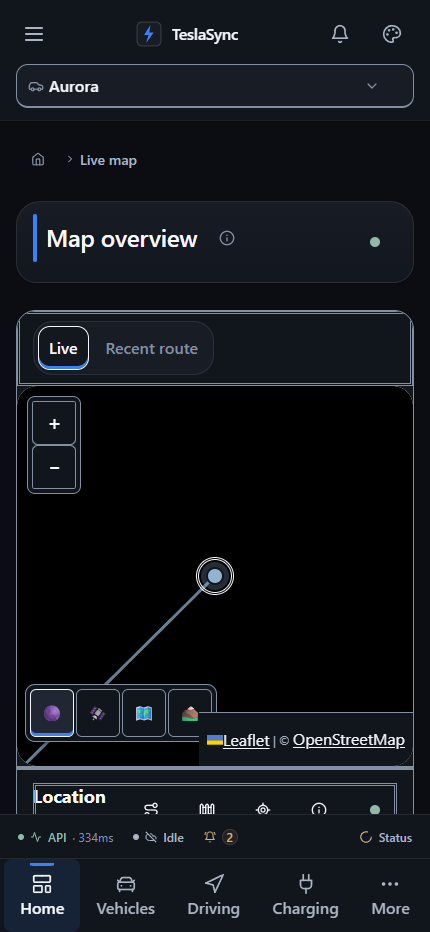 TeslaSync
Aurora
Live map
Map overview
Live
Recent route
+
−
Leaflet | © OpenStreetMap
Location
API · 334ms
Idle
2
Status
Home
Vehicles
Driving
Charging
More